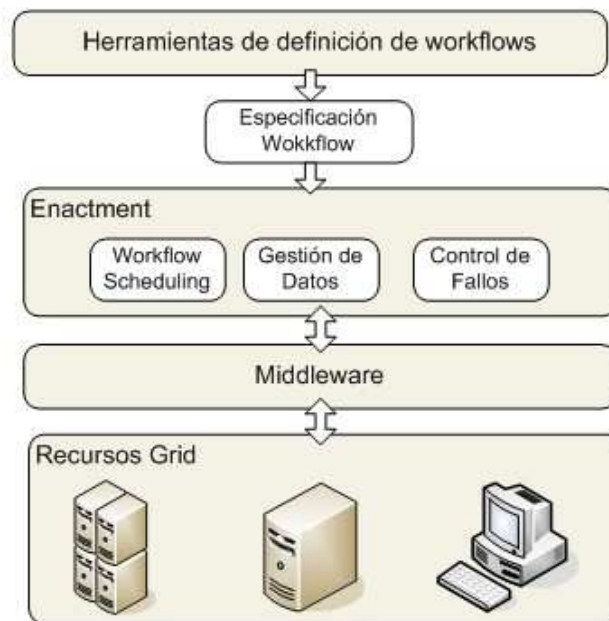 Herramientas de definición de workflows
Especificación
Wokkflow
Enactment
Workflow
Scheduling
Gestión de
Datos
Control de
Fallos
Middleware
Recursos Grid